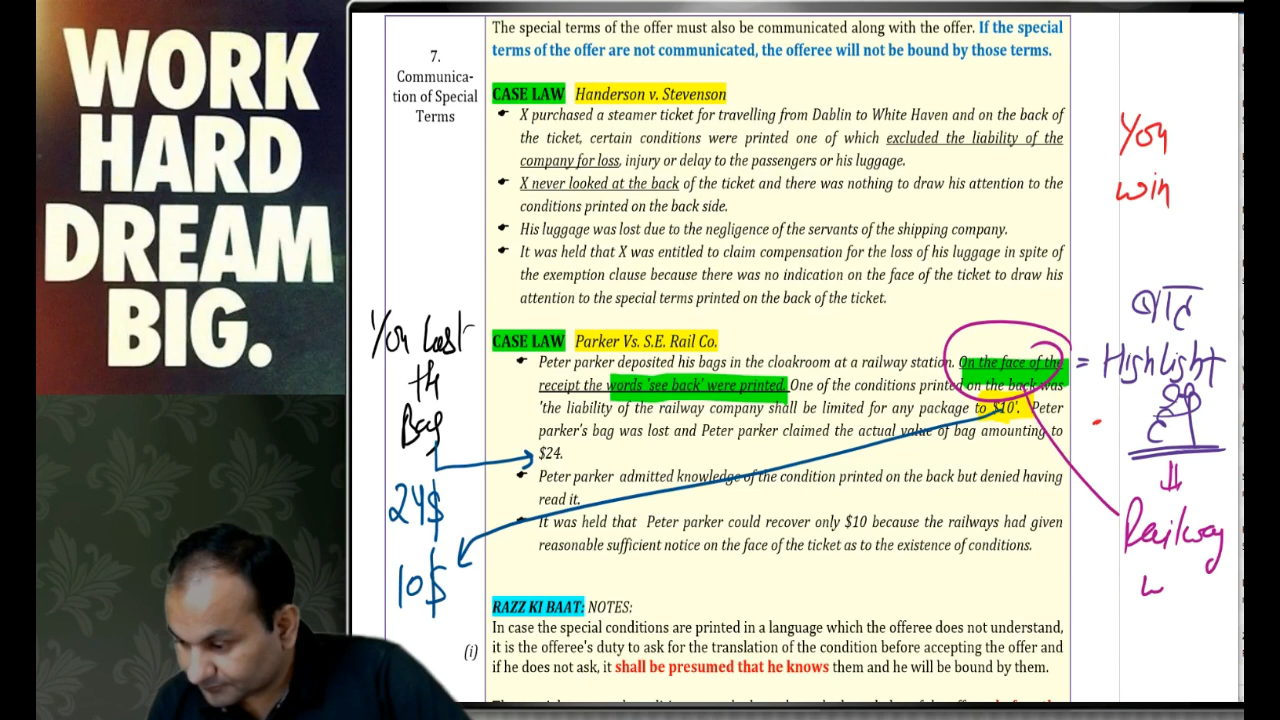 WORK
HARD
DREAM
BIG.
7.
Communica-
tion of Special
Terms
The special terms of the offer must also be communicated along with the offer. If the special
terms of the offer are not communicated, the offeree will not be bound by those terms.
CASE LAW Handerson v. Stevenson
X purchased a steamer ticket for travelling from Dablin to White Haven and on the back of
the ticket, certain conditions were printed one of which excluded the liability of the
company for loss, injury or delay to the passengers or his luggage.
X never looked at the back of the ticket and there was nothing to draw his attention to the
conditions printed on the back side.
His luggage was lost due to the negligence of the servants of the shipping company.
It was held that X was entitled to claim compensation for the loss of his luggage in spite of
the exemption clause because there was no indication on the face of the ticket to draw his
attention to the special terms printed on the back of the ticket.
You
win
CASE LAW Parker Vs. S.E. Rail Co.
Peter parker deposited his bags in the cloakroom at a railway station. On the face of the
receipt the words 'see back' were printed. One of the conditions printed on the back was
'the liability of the railway company shall be limited for any package to $10'. Peter
parker's bag was lost and Peter parker claimed the actual value of bag amounting to
$24.
Peter parker admitted knowledge of the condition printed on the back but denied having
read it.
It was held that Peter parker could recover only $10 because the railways had given
reasonable sufficient notice on the face of the ticket as to the existence of conditions.
You Lost
th
Bag
24$
10$
= Highlight
Railway
w
RAZZ KI BAAT: NOTES:
(i)
In case the special conditions are printed in a language which the offeree does not understand,
it is the offeree's duty to ask for the translation of the condition before accepting the offer and
if he does not ask, it shall be presumed that he knows them and he will be bound by them.